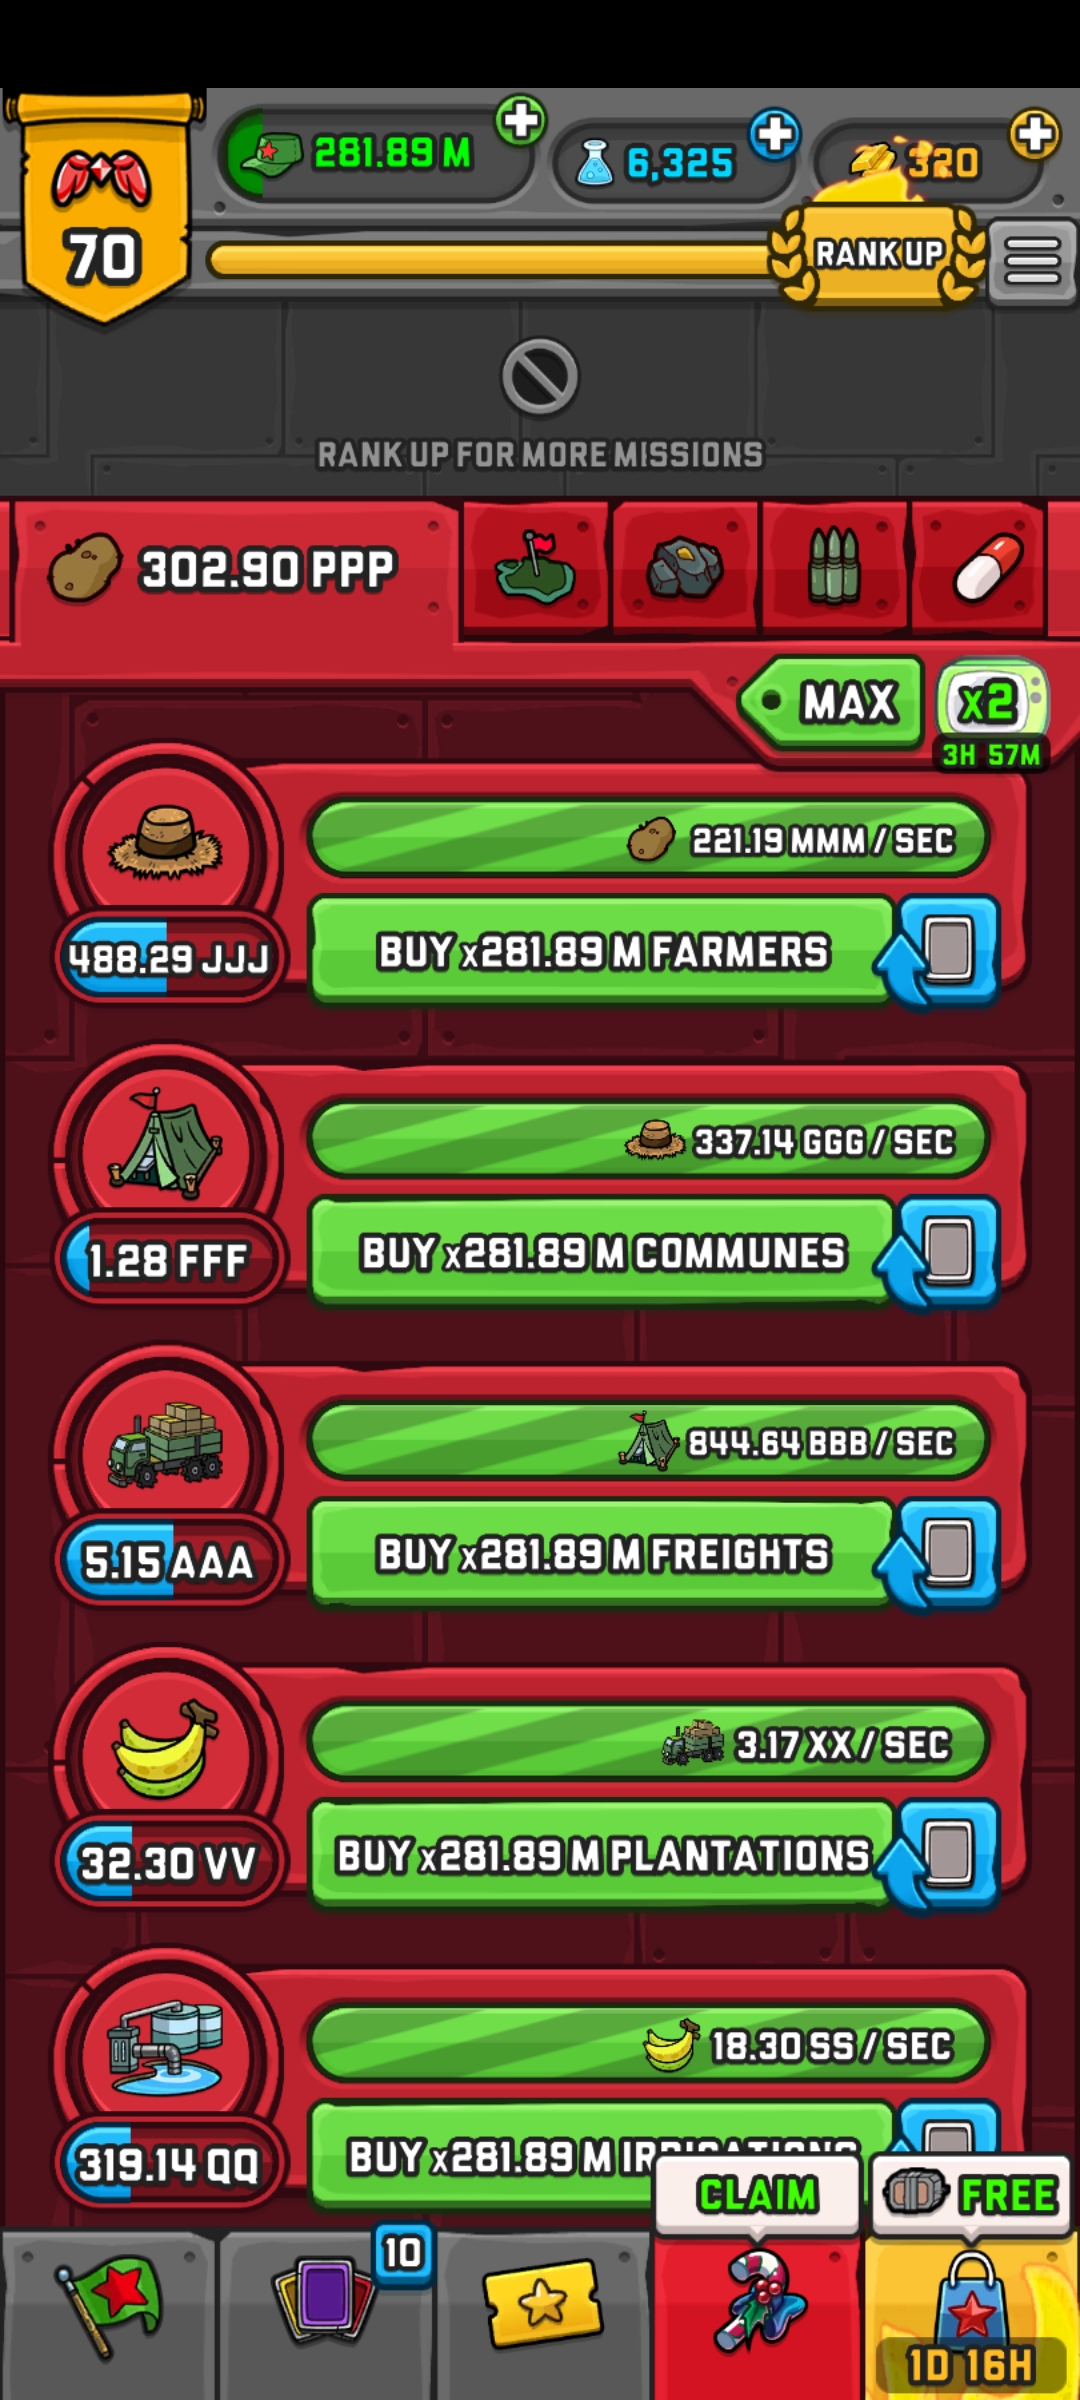 281.89 M
6,325
320
70
RANK UP
RANK UP FOR MORE MISSIONS
302.90 PPP
MAX
x2
3H 57M
221.19 MMM / SEC
488.29 JJJ
BUY x281.89 M FARMERS
337.14 GGG / SEC
1.28 FFF
BUY x281.89 M COMMUNES
844.64 BBB / SEC
5.15 AAA
BUY x281.89 M FREIGHTS
3.17 XX / SEC
32.30 VV
BUY x281.89 M PLANTATIONS
18.30 SS / SEC
319.14 QQ
BUY x281.89 M IRRIGATIONS
CLAIM
FREE
10
1D 16H